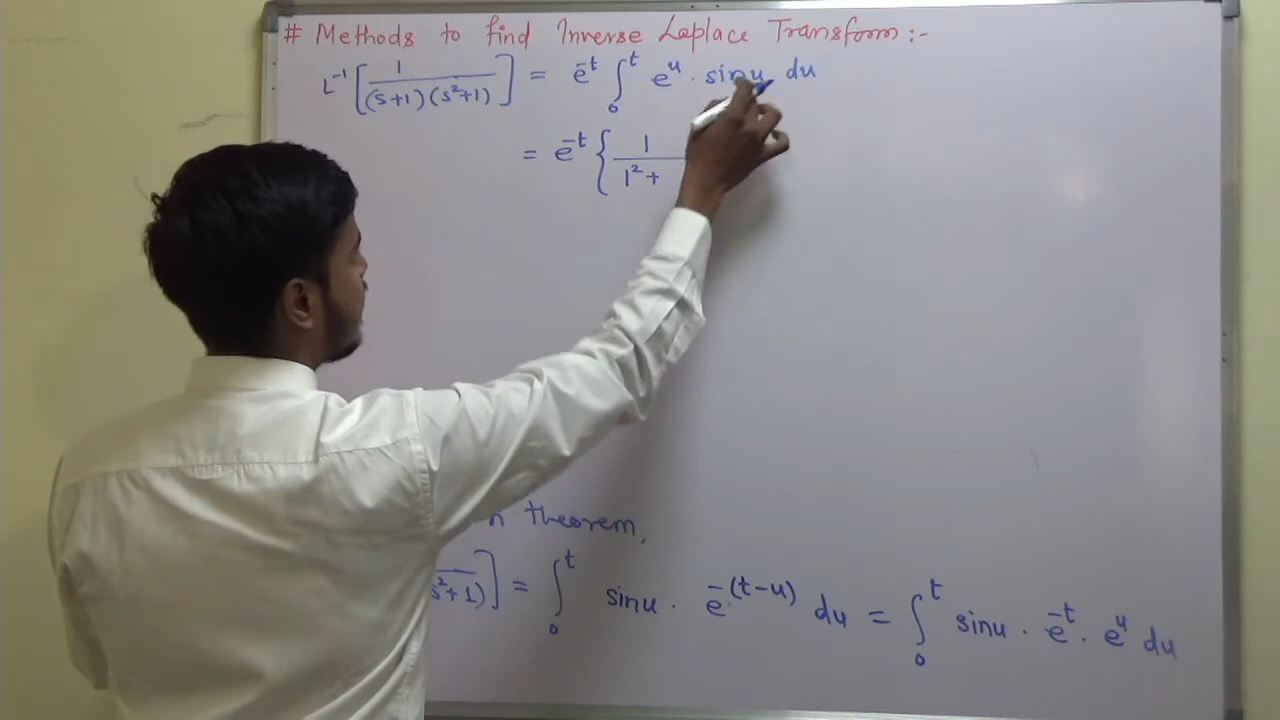 # Methods to find Inverse Laplace Transform :-
L⁻¹ [ 1 / (s+1)(s²+1) ] = e⁻ᵗ ∫₀ᵗ eᵘ · sinu du
= e⁻ᵗ { 1 / 1² +
n theorem,
s²+1) ] = ∫₀ᵗ sinu · e^-(t-u) du = ∫₀ᵗ sinu · e⁻ᵗ · eᵘ du